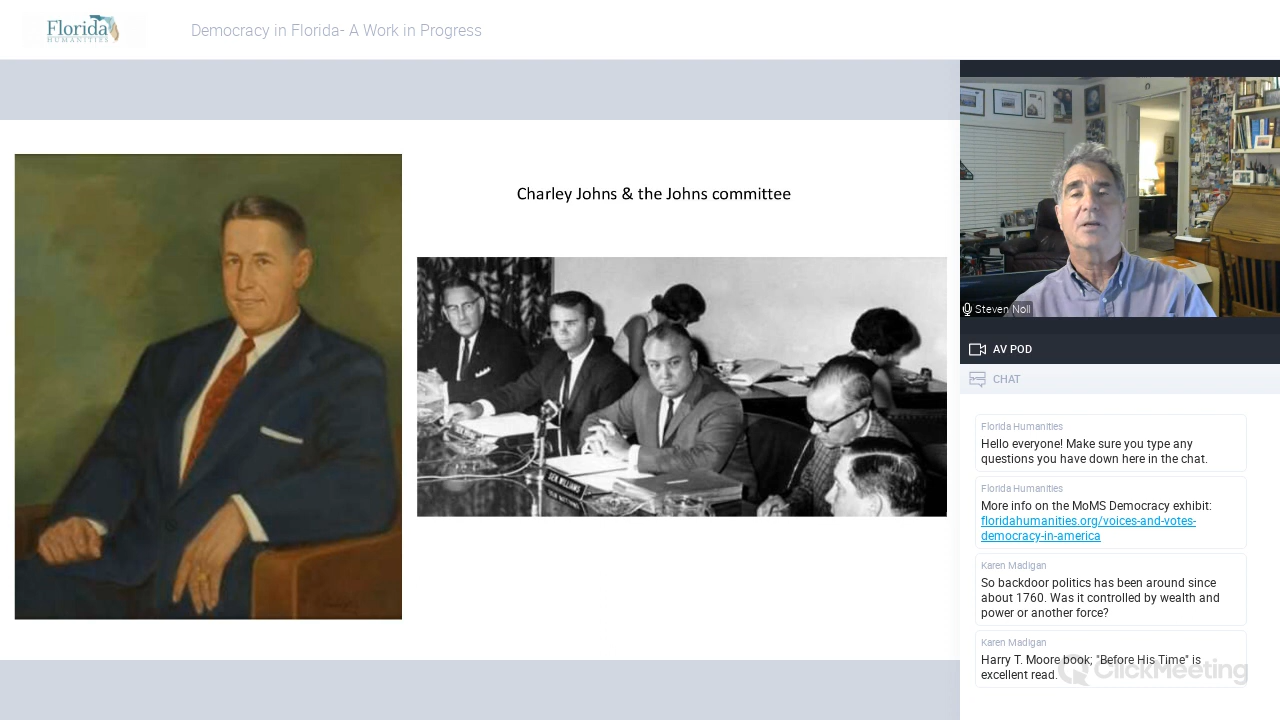 Florida
HUMANITIES
Democracy in Florida- A Work in Progress
Charley Johns & the Johns committee
SEN WILLIAMS
Steven Noll
AV POD
CHAT
Florida Humanities
Hello everyone! Make sure you type any
questions you have down here in the chat.
Florida Humanities
More info on the MoMS Democracy exhibit:
floridahumanities.org/voices-and-votes-
democracy-in-america
Karen Madigan
So backdoor politics has been around since
about 1760. Was it controlled by wealth and
power or another force?
Karen Madigan
Harry T. Moore book; "Before His Time" is
excellent read.
ClickMeeting